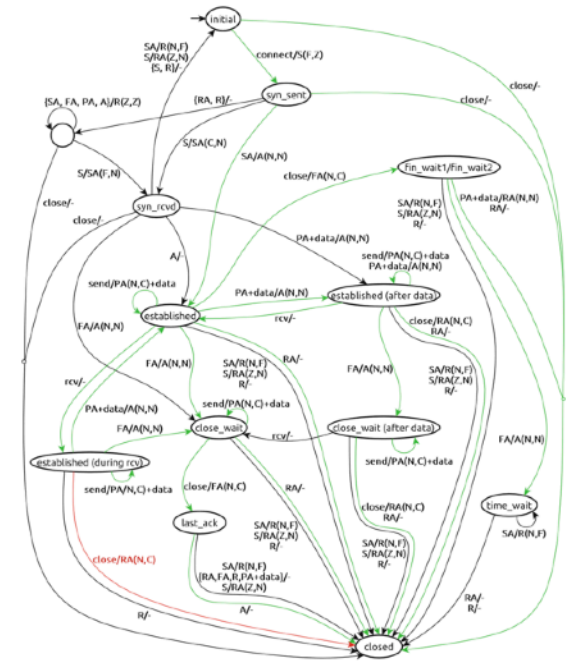 initial
SA/R(N,F)
S/RA(Z,N)
{S, R}/-
connect/S(F,Z)
close/-
{SA, FA, PA, A}/R(Z,Z)
{RA, R}/-
syn_sent
close/-
S/SA(C,N)
SA/A(N,N)
close/FA(N,C)
fin_wait1/fin_wait2
S/SA(F,N)
SA/R(N,F)
S/RA(Z,N)
R/-
PA+data/RA(N,N)
RA/-
close/-
close/-
syn_rcvd
PA+data/A(N,N)
A/-
send/PA(N,C)+data
PA+data/A(N,N)
send/PA(N,C)+data
PA+data/A(N,N)
established (after data)
established
rcv/-
close/RA(N,C)
RA/-
FA/A(N,N)
FA/A(N,N)
SA/R(N,F)
S/RA(Z,N)
R/-
RA/-
FA/A(N,N)
SA/R(N,F)
S/RA(Z,N)
R/-
rcv/-
PA+data/A(N,N)
send/PA(N,C)+data
FA/A(N,N)
close_wait
rcv/-
close_wait (after data)
FA/A(N,N)
established (during rcv)
send/PA(N,C)+data
send/PA(N,C)+data
close/FA(N,C)
RA/-
close/RA(N,C)
RA/-
time_wait
last_ack
SA/R(N,F)
S/RA(Z,N)
R/-
SA/R(N,F)
S/RA(Z,N)
R/-
SA/R(N,F)
close/RA(N,C)
SA/R(N,F)
{RA,FA,R,PA+data}/-
S/RA(Z,N)
RA/-
R/-
R/-
A/-
closed